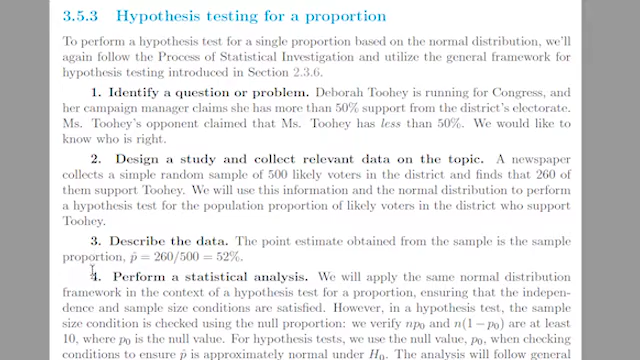 3.5.3 Hypothesis testing for a proportion
To perform a hypothesis test for a single proportion based on the normal distribution, we'll
again follow the Process of Statistical Investigation and utilize the general framework for
hypothesis testing introduced in Section 2.3.6.
1. Identify a question or problem. Deborah Toohey is running for Congress, and
her campaign manager claims she has more than 50% support from the district's electorate.
Ms. Toohey's opponent claimed that Ms. Toohey has less than 50%. We would like to
know who is right.
2. Design a study and collect relevant data on the topic. A newspaper
collects a simple random sample of 500 likely voters in the district and finds that 260 of
them support Toohey. We will use this information and the normal distribution to perform
a hypothesis test for the population proportion of likely voters in the district who support
Toohey.
3. Describe the data. The point estimate obtained from the sample is the sample
proportion, p̂ = 260/500 = 52%.
4. Perform a statistical analysis. We will apply the same normal distribution
framework in the context of a hypothesis test for a proportion, ensuring that the indepen-
dence and sample size conditions are satisfied. However, in a hypothesis test, the sample
size condition is checked using the null proportion: we verify np₀ and n(1−p₀) are at least
10, where p₀ is the null value. For hypothesis tests, we use the null value, p₀, when checking
conditions to ensure p̂ is approximately normal under H₀. The analysis will follow general